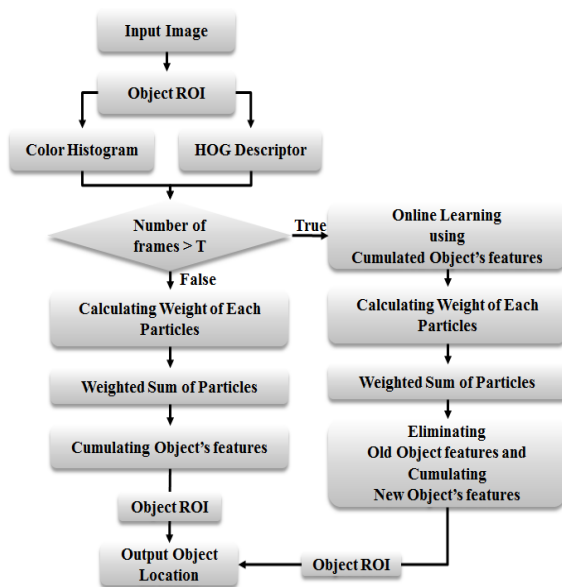 Input Image
Object ROI
Color Histogram
HOG Descriptor
Number of
frames > T
True
False
Online Learning
using
Cumulated Object's features
Calculating Weight of Each
Particles
Calculating Weight of Each
Particles
Weighted Sum of Particles
Weighted Sum of Particles
Cumulating Object's features
Eliminating
Old Object features and
Cumulating
New Object's features
Object ROI
Output Object
Location
Object ROI